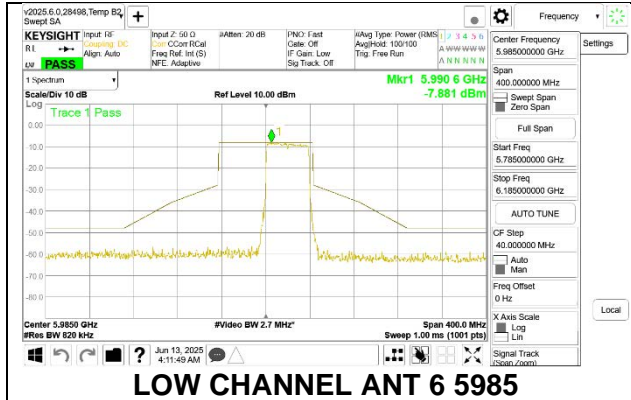 v2025.6.0,28498,Temp B2
Swept SA
KEYSIGHT
RL
Input: RF
Coupling: DC
Align: Auto
Input Z: 50 Ω
Corr CCorr RCal
Freq Ref: Int (S)
NFE: Adaptive
#Atten: 20 dB
PNO: Fast
Gate: Off
IF Gain: Low
Sig Track: Off
#Avg Type: Power (RMS
Avg|Hold: 100/100
Trig: Free Run
1 2 3 4 5 6
A W W W W W
A N N N N N
PASS
1 Spectrum
Scale/Div 10 dB
Ref Level 10.00 dBm
Mkr1 5.990 6 GHz
-7.881 dBm
Log
Trace 1 Pass
1
0.00
-10.0
-20.0
-30.0
-40.0
-50.0
-60.0
-70.0
-80.0
Center 5.9850 GHz
#Video BW 2.7 MHz*
Span 400.0 MHz
#Res BW 820 kHz
Sweep 1.00 ms (1001 pts)
Jun 13, 2025
4:11:49 AM
Frequency
Settings
Center Frequency
5.985000000 GHz
Span
400.000000 MHz
Swept Span
Zero Span
Full Span
Start Freq
5.785000000 GHz
Stop Freq
6.185000000 GHz
AUTO TUNE
CF Step
40.000000 MHz
Auto
Man
Freq Offset
0 Hz
X Axis Scale
Log
Lin
Local
Signal Track
(Span Zoom)
LOW CHANNEL ANT 6 5985